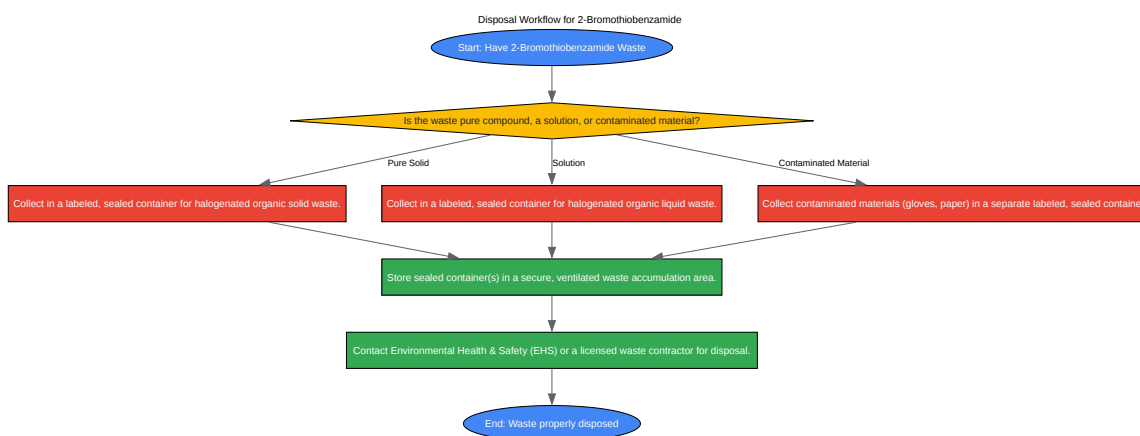 Disposal Workflow for 2-Bromothiobenzamide
Start: Have 2-Bromothiobenzamide Waste
Is the waste pure compound, a solution, or contaminated material?
Pure Solid
Solution
Contaminated Material
Collect in a labeled, sealed container for halogenated organic solid waste.
Collect in a labeled, sealed container for halogenated organic liquid waste.
Collect contaminated materials (gloves, paper) in a separate labeled, sealed containe
Store sealed container(s) in a secure, ventilated waste accumulation area.
Contact Environmental Health & Safety (EHS) or a licensed waste contractor for disposal.
End: Waste properly disposed